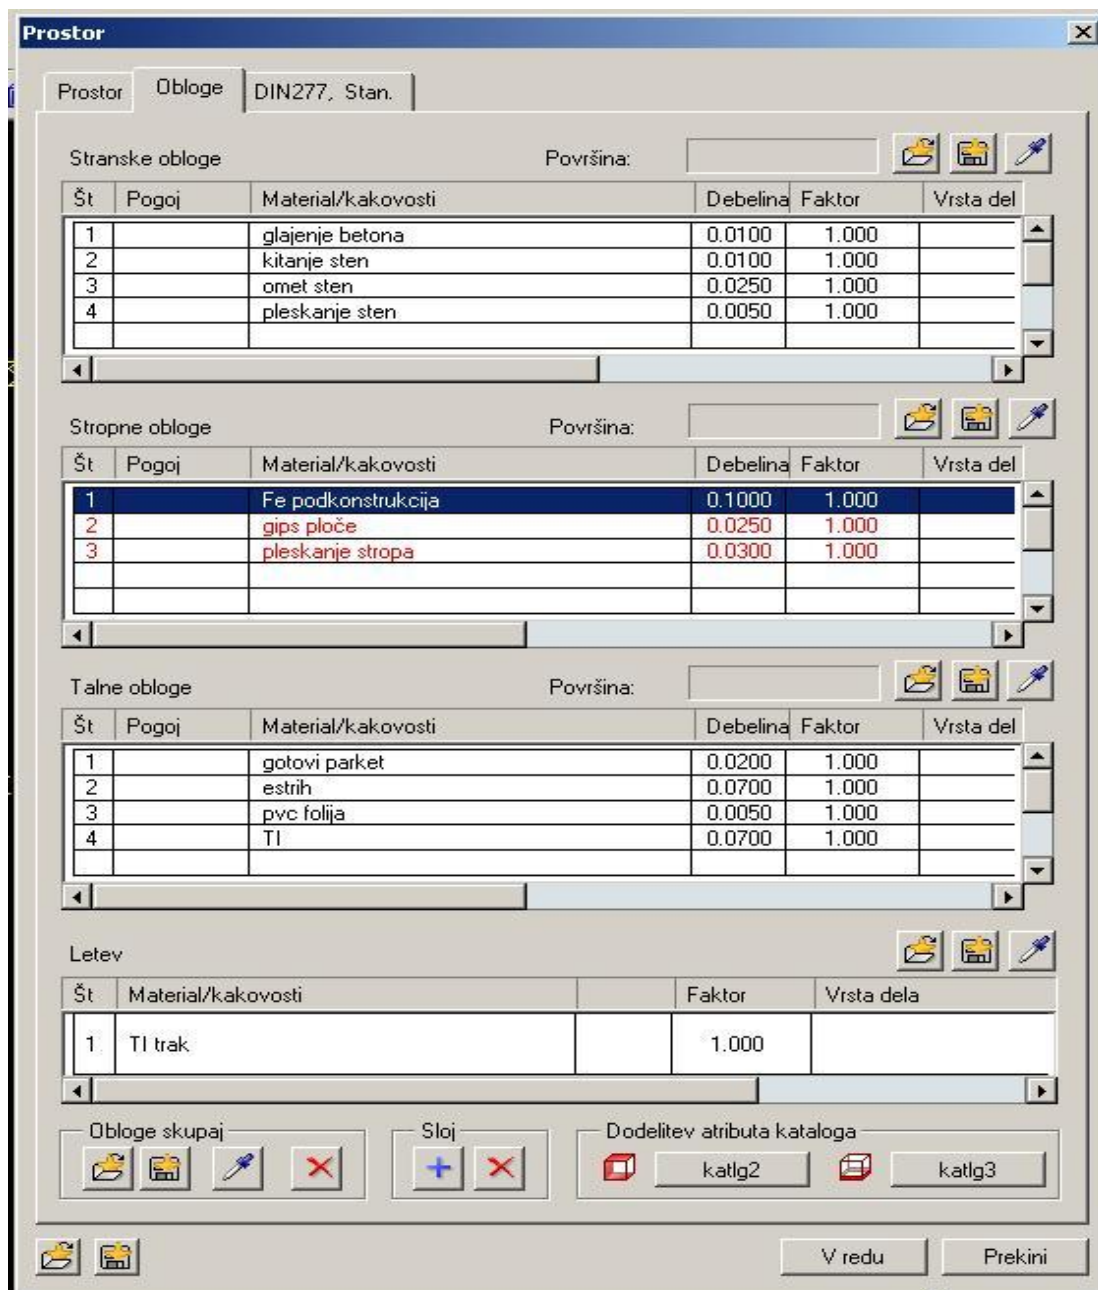 Prostor
Prostor Obloge DIN277, Stan.
Stranske obloge Površina:
Št Pogoj Material/kakovosti Debelina Faktor Vrsta del
1 glajenje betona 0.0100 1.000
2 kitanje sten 0.0100 1.000
3 omet sten 0.0250 1.000
4 pleskanje sten 0.0050 1.000
Stropne obloge Površina:
Št Pogoj Material/kakovosti Debelina Faktor Vrsta del
1 Fe podkonstrukcija 0.1000 1.000
2 gips ploče 0.0250 1.000
3 pleskanje stropa 0.0300 1.000
Talne obloge Površina:
Št Pogoj Material/kakovosti Debelina Faktor Vrsta del
1 gotovi parket 0.0200 1.000
2 estrih 0.0700 1.000
3 pvc folija 0.0050 1.000
4 TI 0.0700 1.000
Letev
Št Material/kakovosti Faktor Vrsta dela
1 TI trak 1.000
Obloge skupaj Sloj Dodelitev atributa kataloga
katlg2 katlg3
V redu Prekini